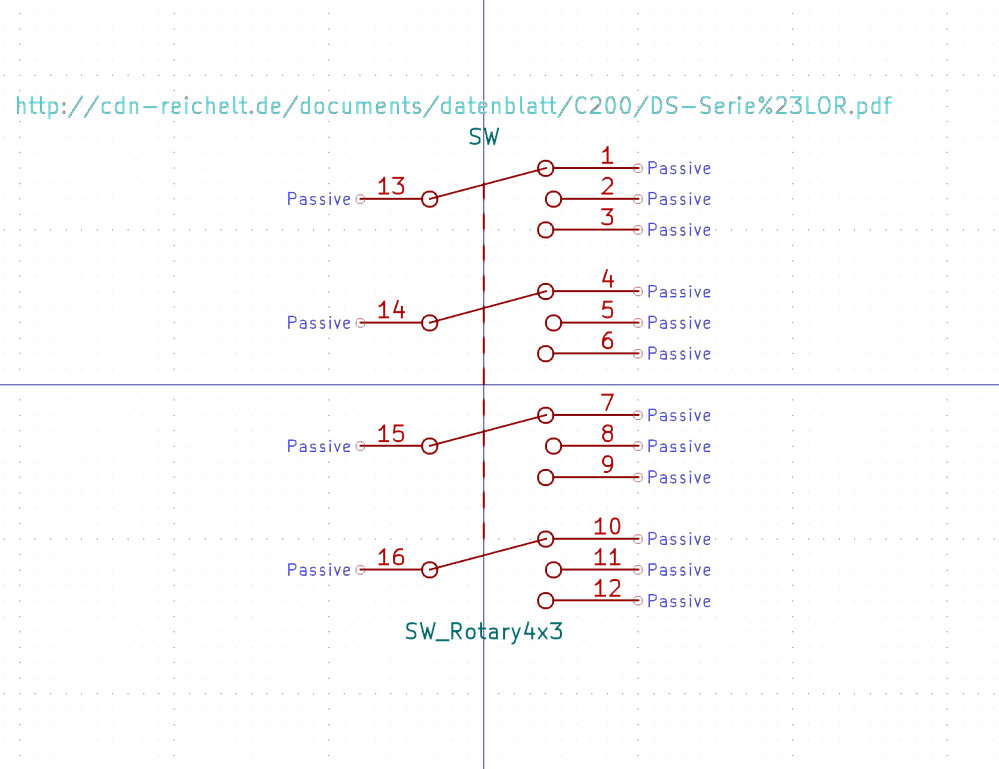 http://cdn-reichelt.de/documents/datenblatt/C200/DS-Serie%23LOR.pdf
SW
1 Passive
Passive 13 2 Passive
3 Passive
4 Passive
Passive 14 5 Passive
6 Passive
7 Passive
Passive 15 8 Passive
9 Passive
10 Passive
Passive 16 11 Passive
12 Passive
SW_Rotary4x3